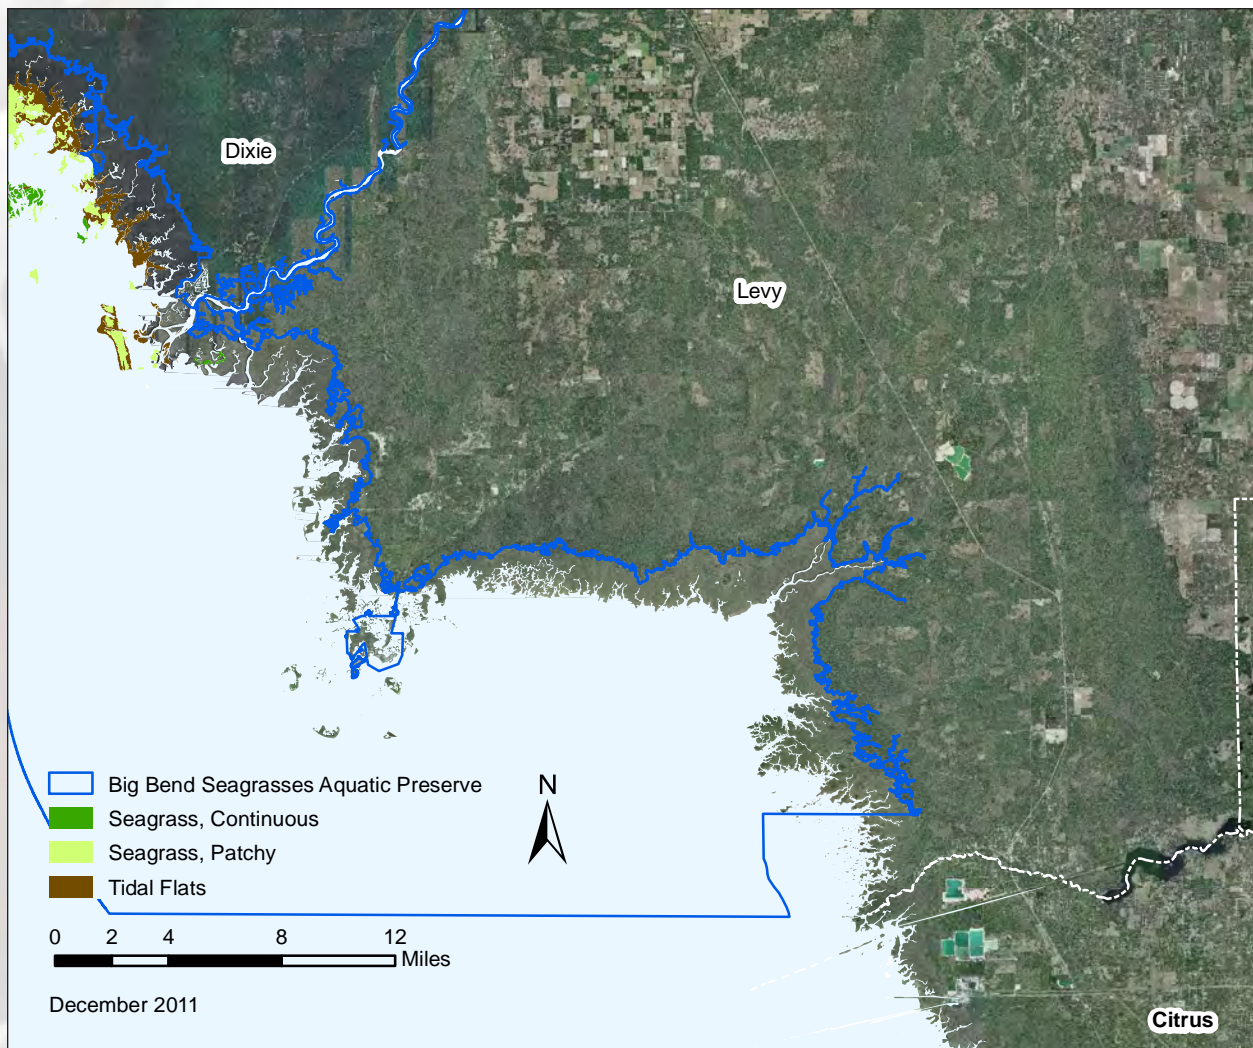 Dixie
Levy
Big Bend Seagrasses Aquatic Preserve
Seagrass, Continuous
Seagrass, Patchy
Tidal Flats
N
0 2 4 8 12
Miles
December 2011
Citrus